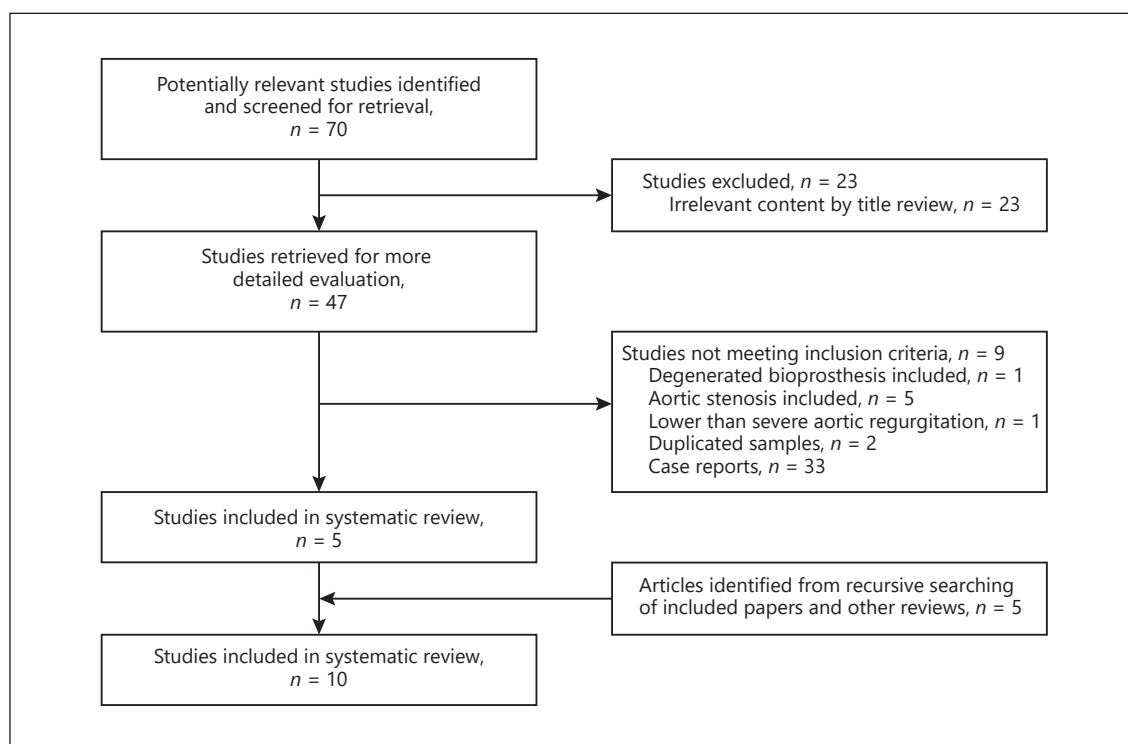 Potentially relevant studies identified
and screened for retrieval,
n = 70
Studies excluded, n = 23
Irrelevant content by title review, n = 23
Studies retrieved for more
detailed evaluation,
n = 47
Studies not meeting inclusion criteria, n = 9
Degenerated bioprosthesis included, n = 1
Aortic stenosis included, n = 5
Lower than severe aortic regurgitation, n = 1
Duplicated samples, n = 2
Case reports, n = 33
Studies included in systematic review,
n = 5
Articles identified from recursive searching
of included papers and other reviews, n = 5
Studies included in systematic review,
n = 10